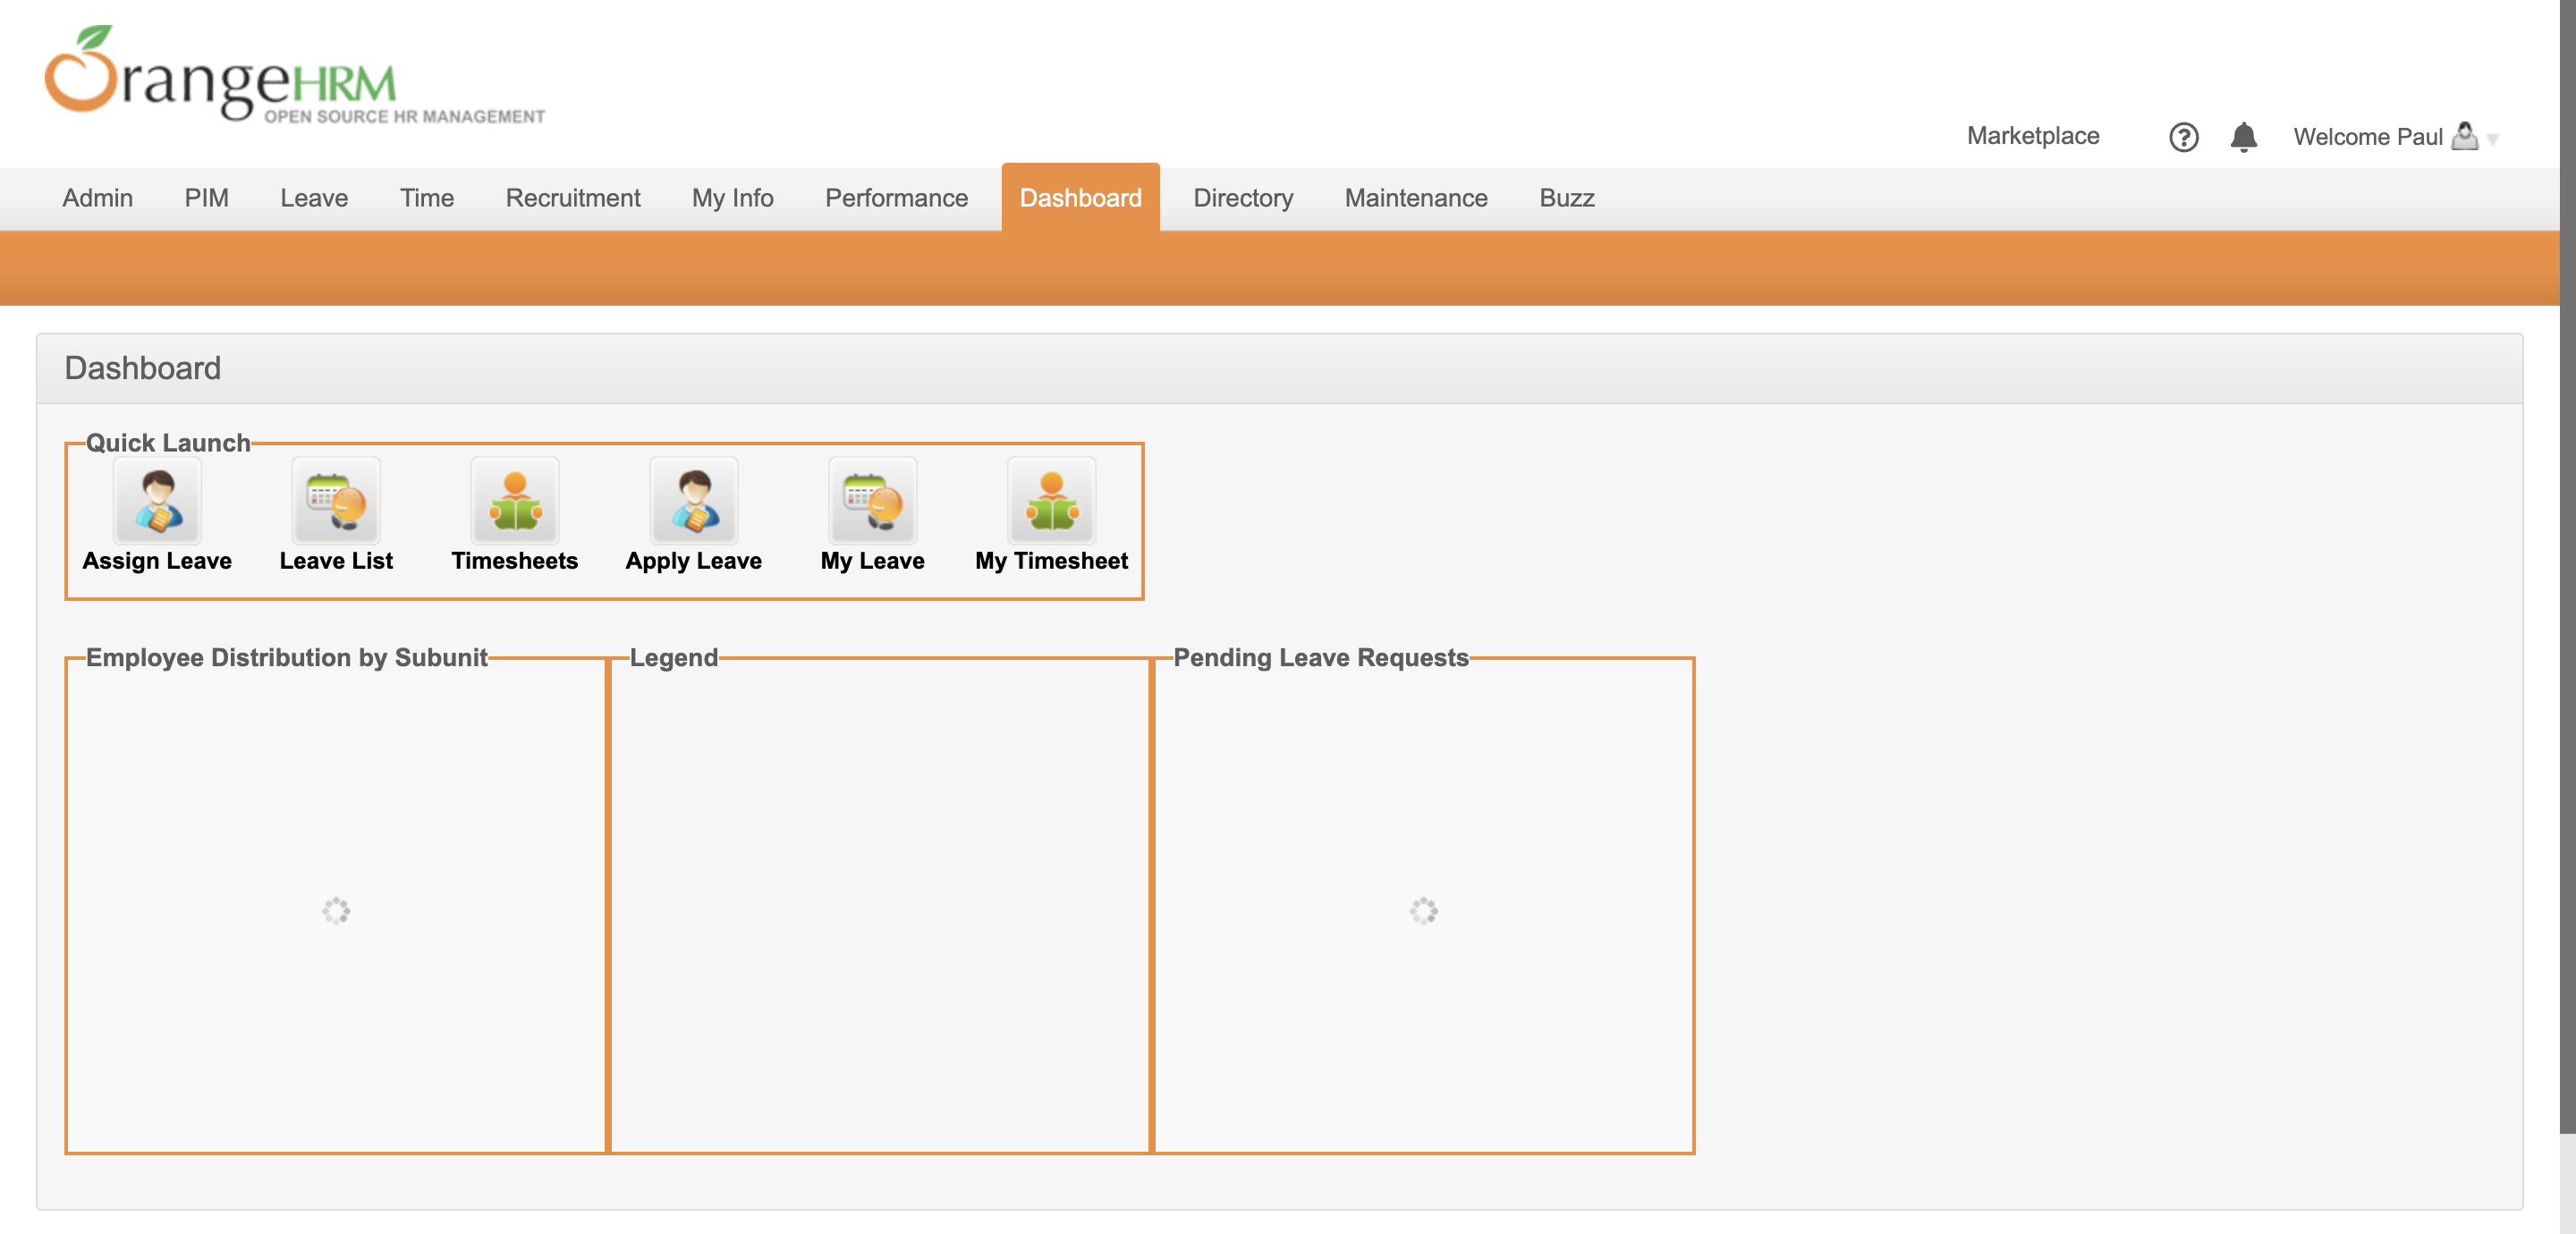 OrangeHRM
OPEN SOURCE HR MANAGEMENT
Marketplace ? Welcome Paul
Admin PIM Leave Time Recruitment My Info Performance Dashboard Directory Maintenance Buzz
Dashboard
Quick Launch
Assign Leave Leave List Timesheets Apply Leave My Leave My Timesheet
Employee Distribution by Subunit Legend Pending Leave Requests